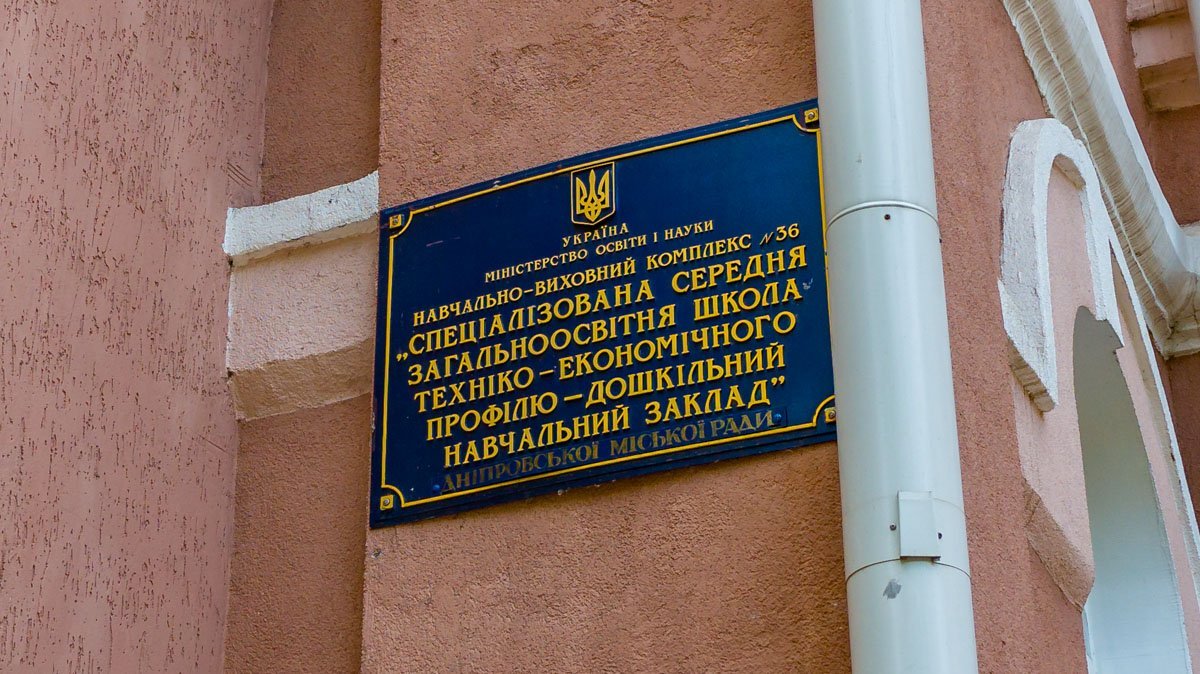 УКРАЇНА
МІНІСТЕРСТВО ОСВІТИ І НАУКИ
НАВЧАЛЬНО-ВИХОВНИЙ КОМПЛЕКС №36
„СПЕЦІАЛІЗОВАНА СЕРЕДНЯ
ЗАГАЛЬНООСВІТНЯ ШКОЛА
ТЕХНІКО-ЕКОНОМІЧНОГО
ПРОФІЛЮ-ДОШКІЛЬНИЙ
НАВЧАЛЬНИЙ ЗАКЛАД”
ДНІПРОВСЬКОЇ МІСЬКОЇ РАДИ